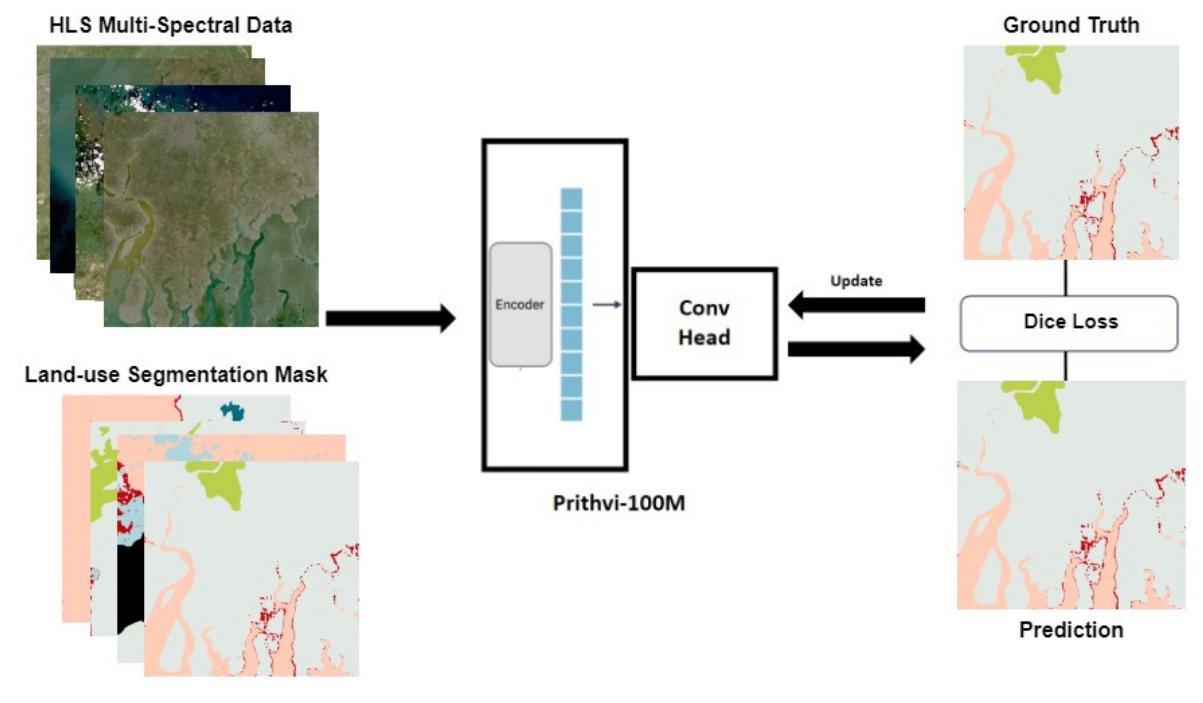 HLS Multi-Spectral Data
Land-use Segmentation Mask
Encoder
Prithvi-100M
Conv
Head
Update
Ground Truth
Dice Loss
Prediction